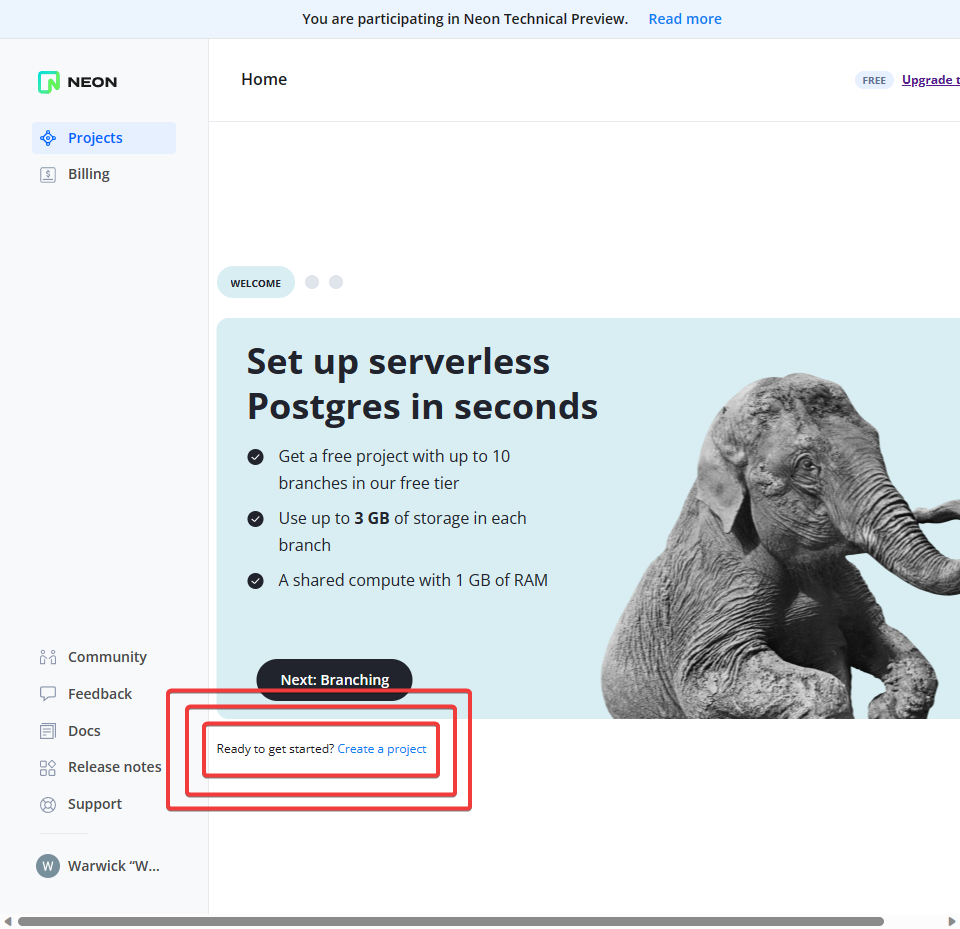 You are participating in Neon Technical Preview. Read more
NEON
Home
FREE
Upgrade t
Projects
Billing
WELCOME
Set up serverless
Postgres in seconds
Get a free project with up to 10
branches in our free tier
Use up to 3 GB of storage in each
branch
A shared compute with 1 GB of RAM
Next: Branching
Ready to get started? Create a project
Community
Feedback
Docs
Release notes
Support
W
Warwick “W...